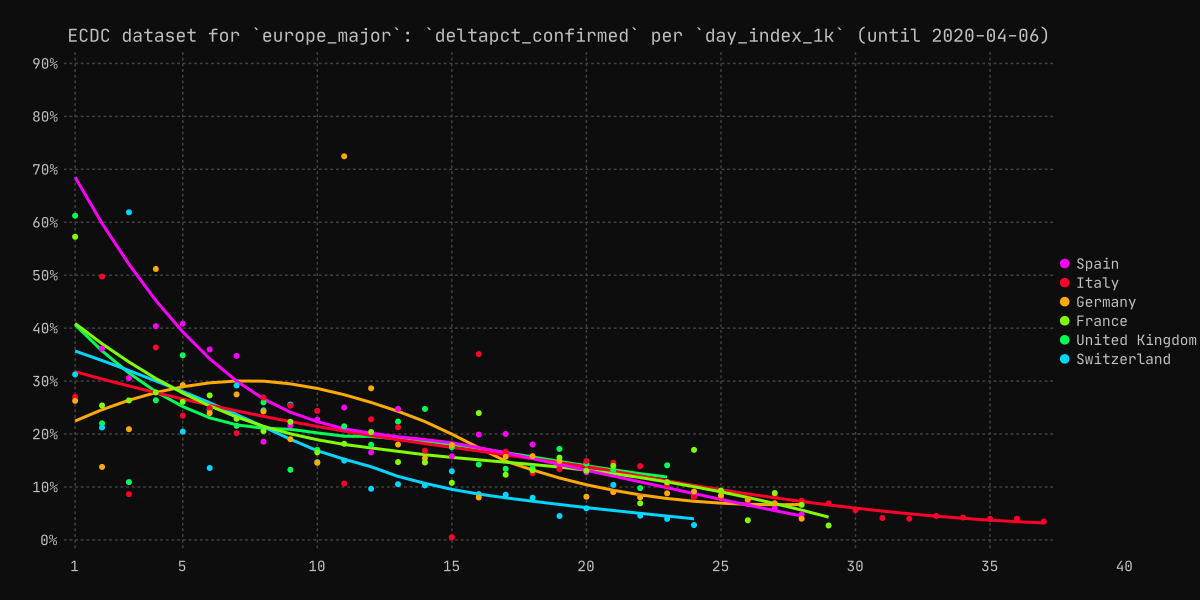 ECDC dataset for `europe_major`: `deltapct_confirmed` per `day_index_1k` (until 2020-04-06)
90%
80%
70%
60%
50%
40%
30%
20%
10%
0%
1 5 10 15 20 25 30 35 40
Spain
Italy
Germany
France
United Kingdom
Switzerland